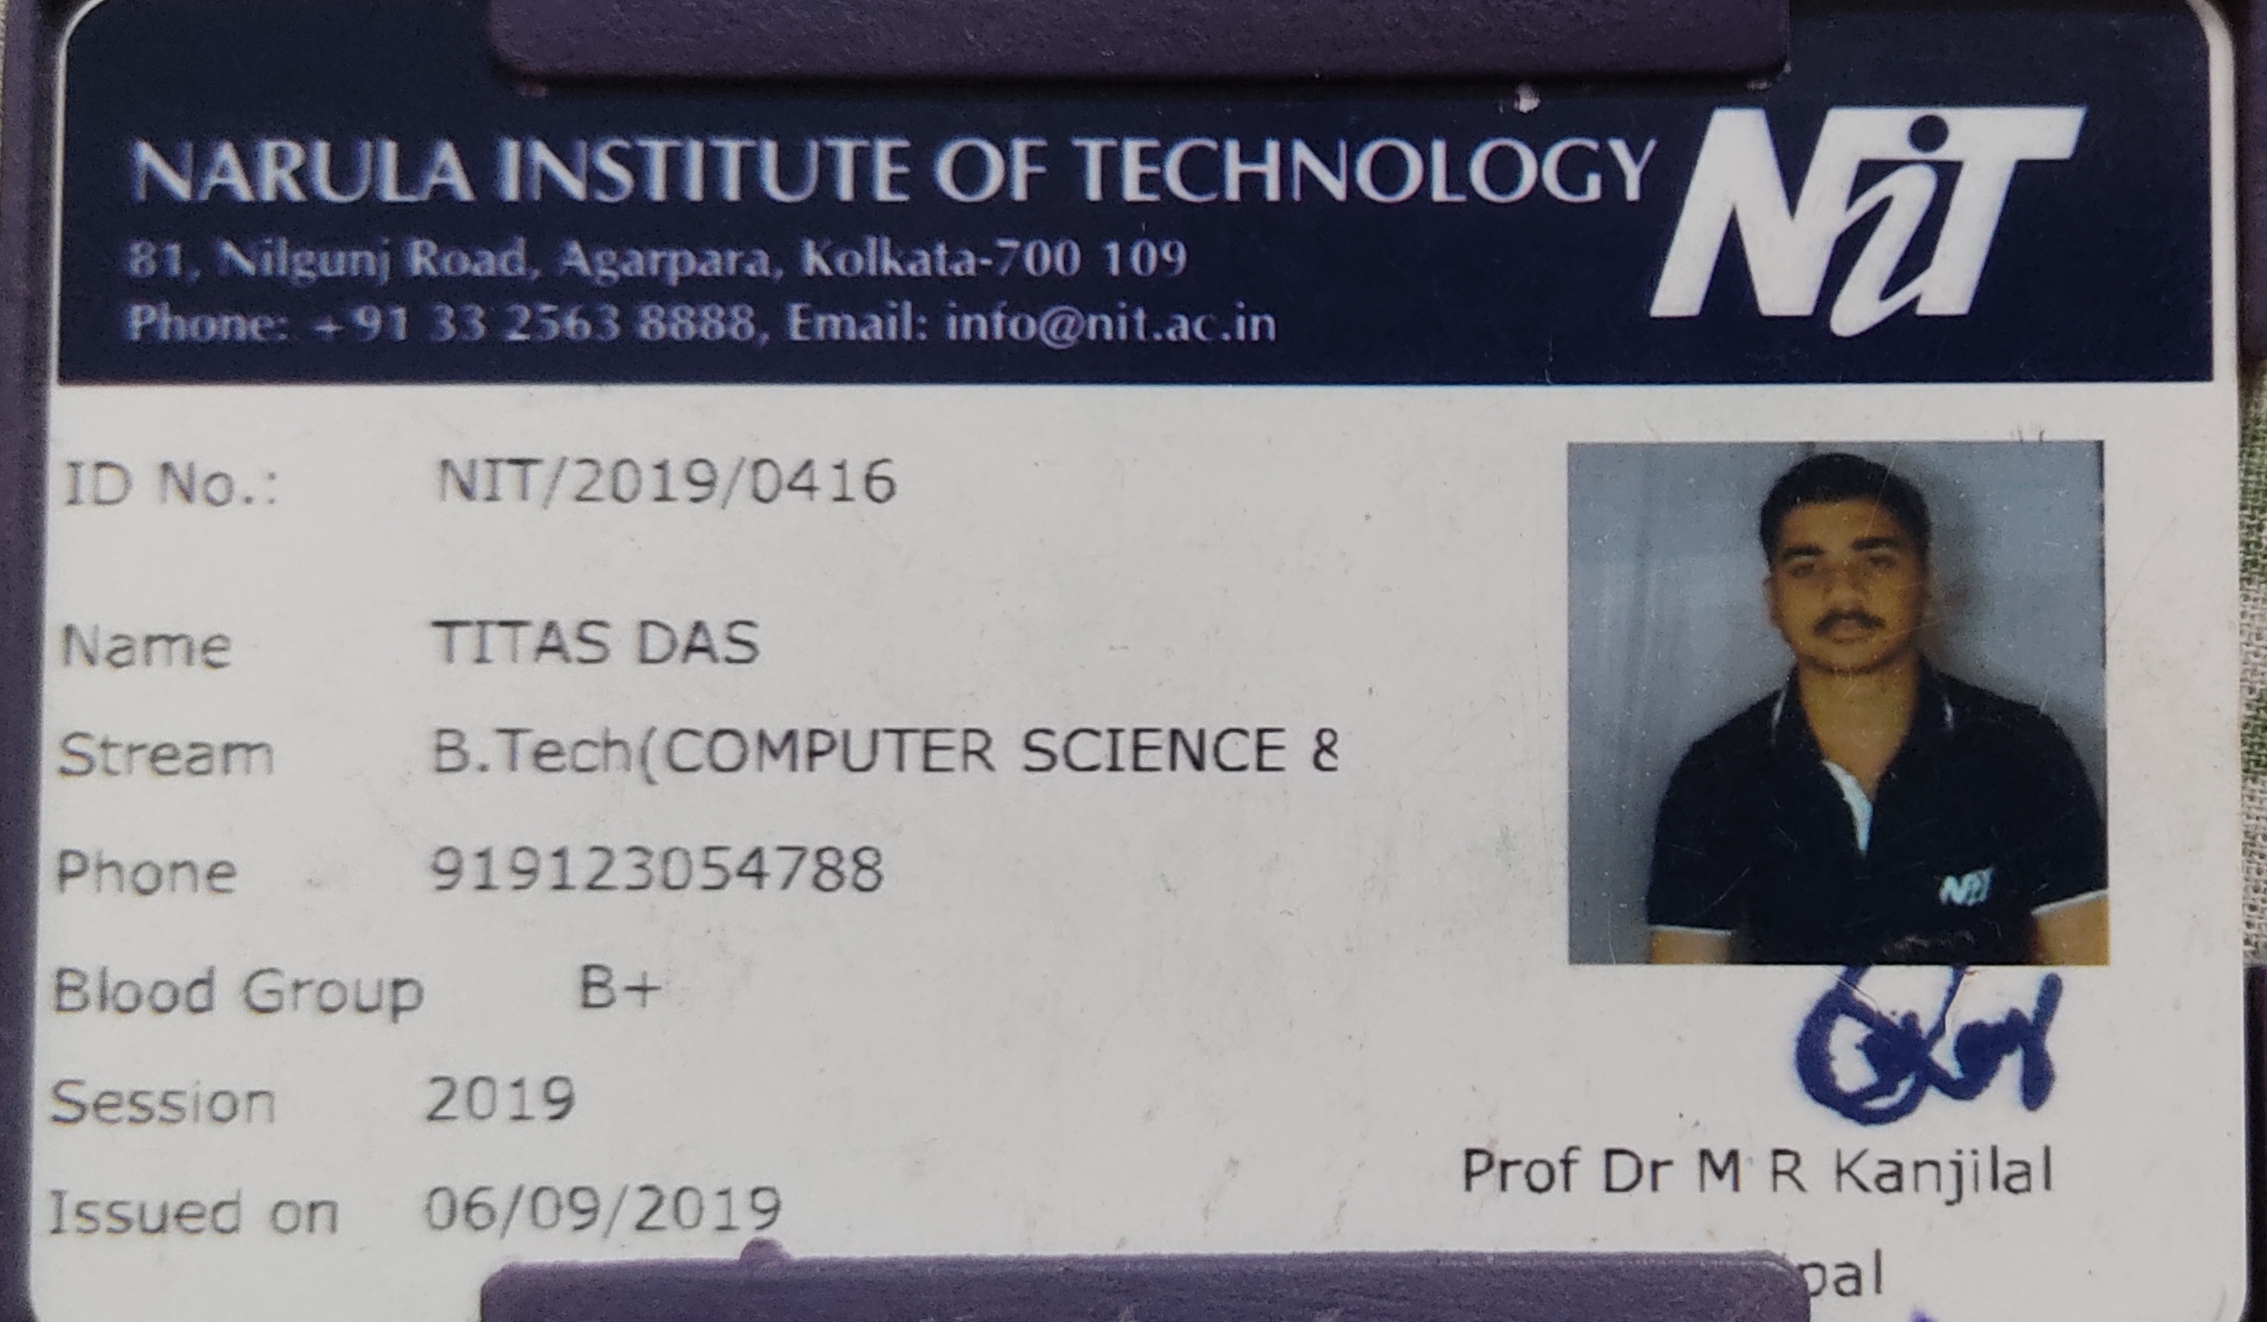 NARULA INSTITUTE OF TECHNOLOGY NiT
81, Nilgunj Road, Agarpara, Kolkata-700 109
Phone: +91 33 2563 8888, Email: info@nit.ac.in
ID No.: NIT/2019/0416
Name TITAS DAS
Stream B.Tech(COMPUTER SCIENCE &
Phone 919123054788
NiT
Blood Group B+
Session 2019
Prof Dr M R Kanjilal
Issued on 06/09/2019
pal